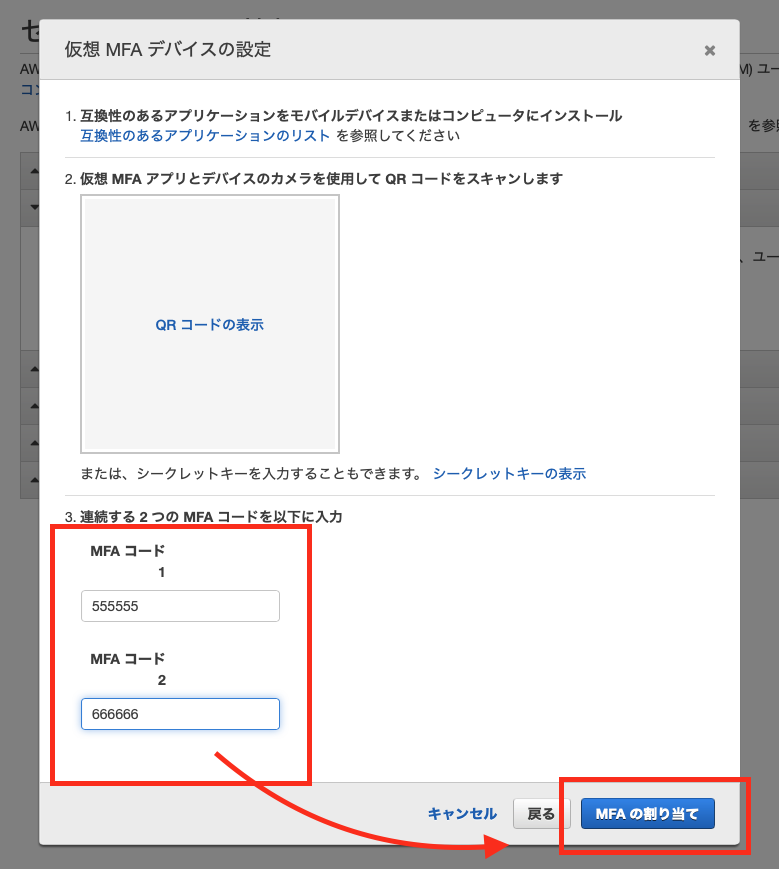 仮想 MFA デバイスの設定
×
AW
M) ユー
コン
AW
を参照
1. 互換性のあるアプリケーションをモバイルデバイスまたはコンピュータにインストール
互換性のあるアプリケーションのリスト を参照してください
2. 仮想 MFA アプリとデバイスのカメラを使用して QR コードをスキャンします
、ユー
QR コードの表示
または、シークレットキーを入力することもできます。 シークレットキーの表示
3. 連続する 2 つの MFA コードを以下に入力
MFA コード
1
555555
MFA コード
2
666666
キャンセル
戻る
MFA の割り当て